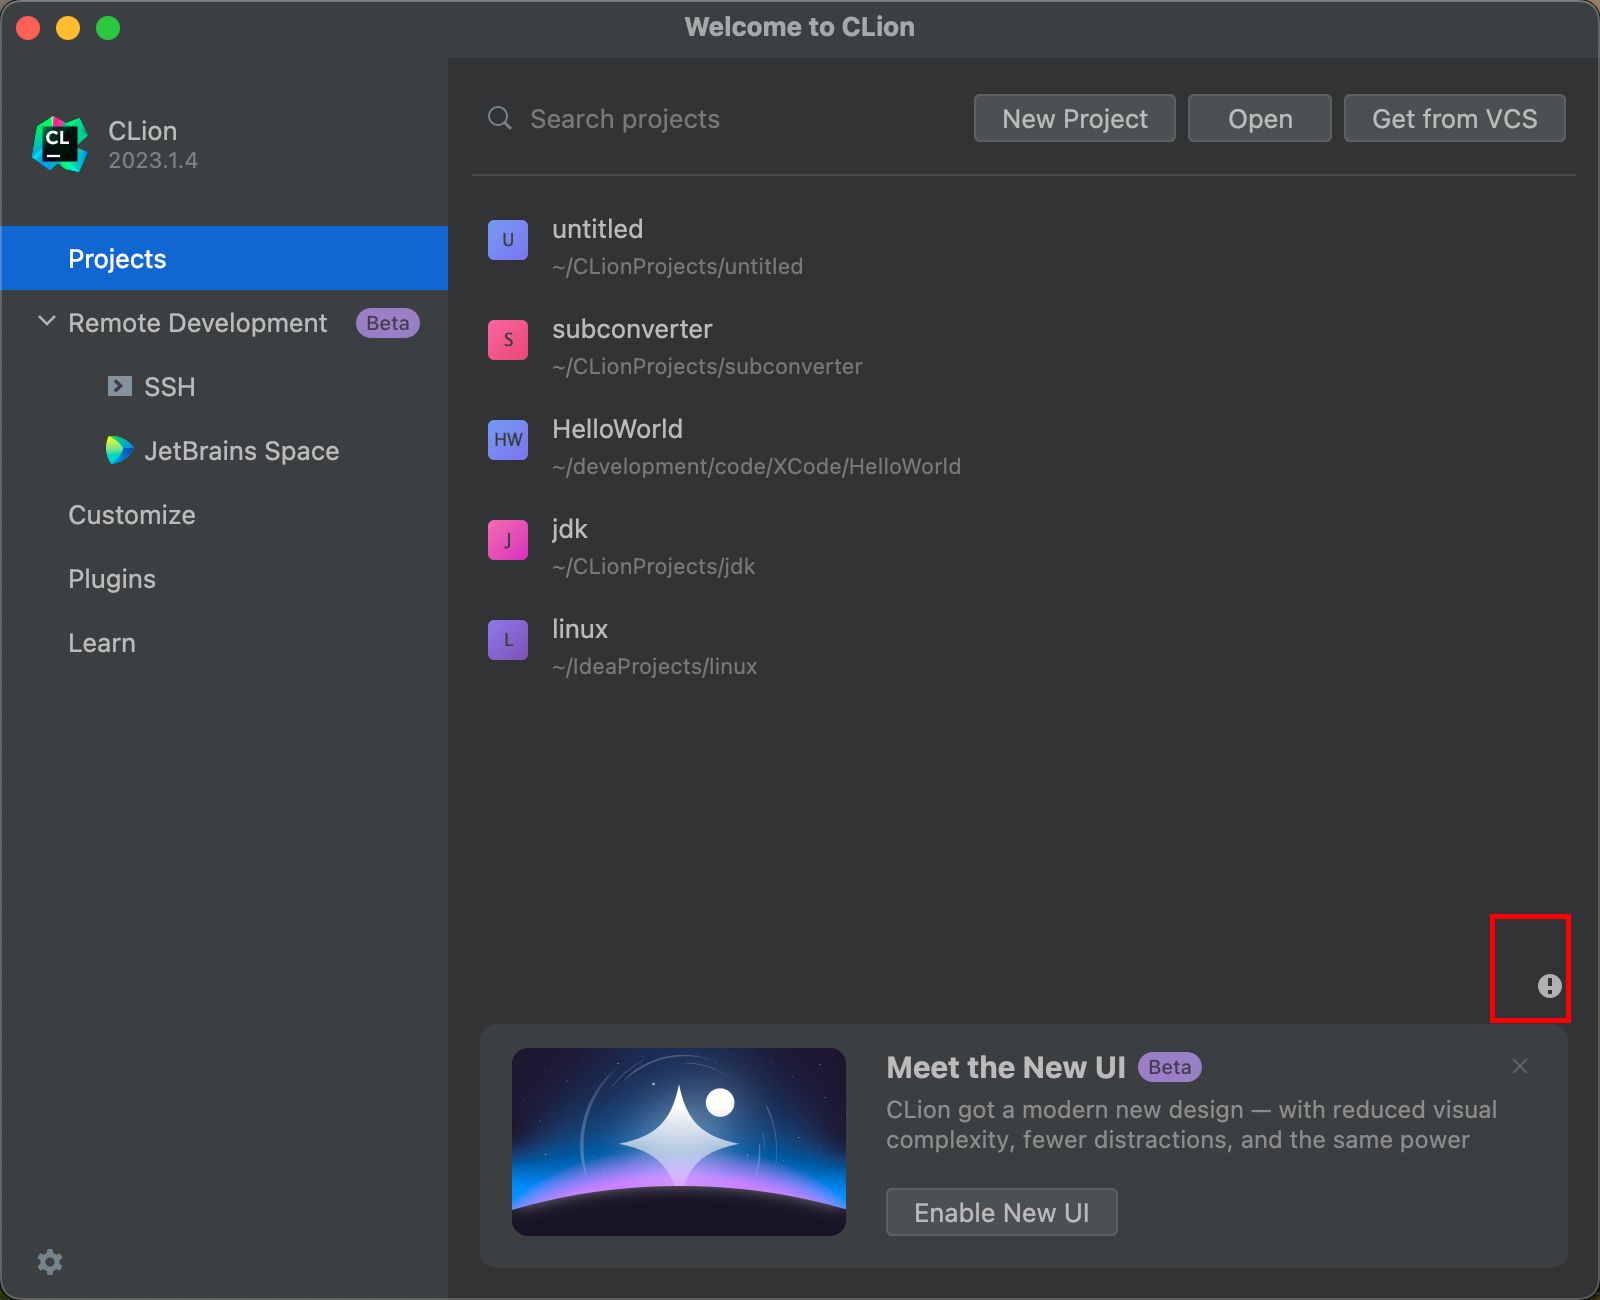 Welcome to CLion
CL
CLion
2023.1.4
Projects
Remote Development Beta
SSH
JetBrains Space
Customize
Plugins
Learn
Search projects
New Project
Open
Get from VCS
U
untitled
~/CLionProjects/untitled
S
subconverter
~/CLionProjects/subconverter
HW
HelloWorld
~/development/code/XCode/HelloWorld
J
jdk
~/CLionProjects/jdk
L
linux
~/IdeaProjects/linux
Meet the New UI Beta
CLion got a modern new design — with reduced visual
complexity, fewer distractions, and the same power
Enable New UI